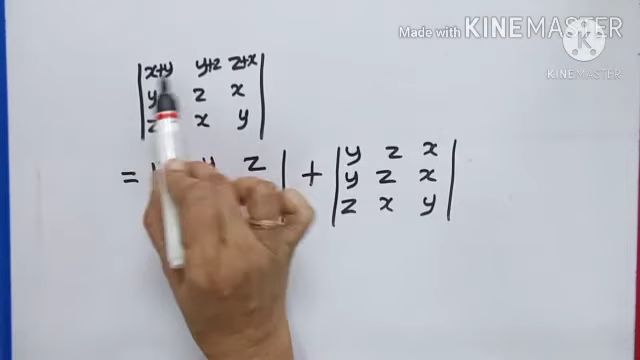 Made with KINEMASTER
KINEMASTER
| x+y y+z z+x |
| y z x |
| z x y |
= | y z | + | y z x |
| y z x |
| z x y |